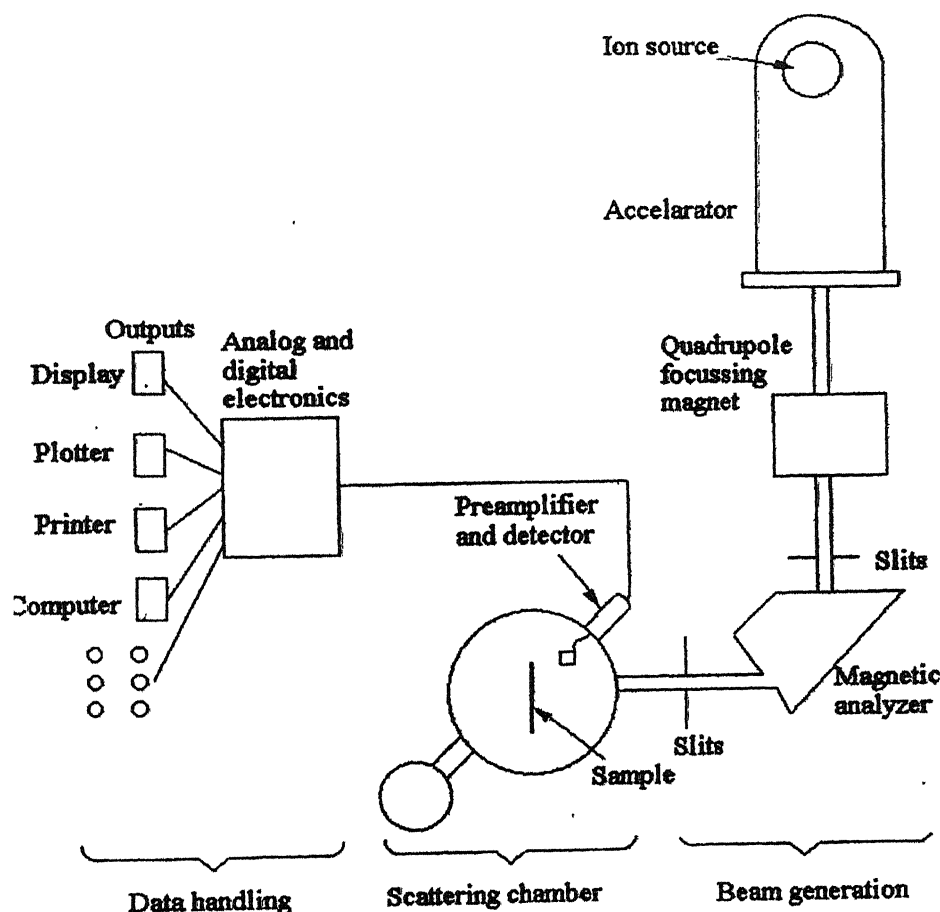 Ion source
Accelarator
Outputs
Display
Plotter
Printer
Computer
Analog and
digital
electronics
Quadrupole
focussing
magnet
Preamplifier
and detector
Slits
Magnetic
analyzer
Slits
Sample
Data handling
Scattering chamber
Beam generation